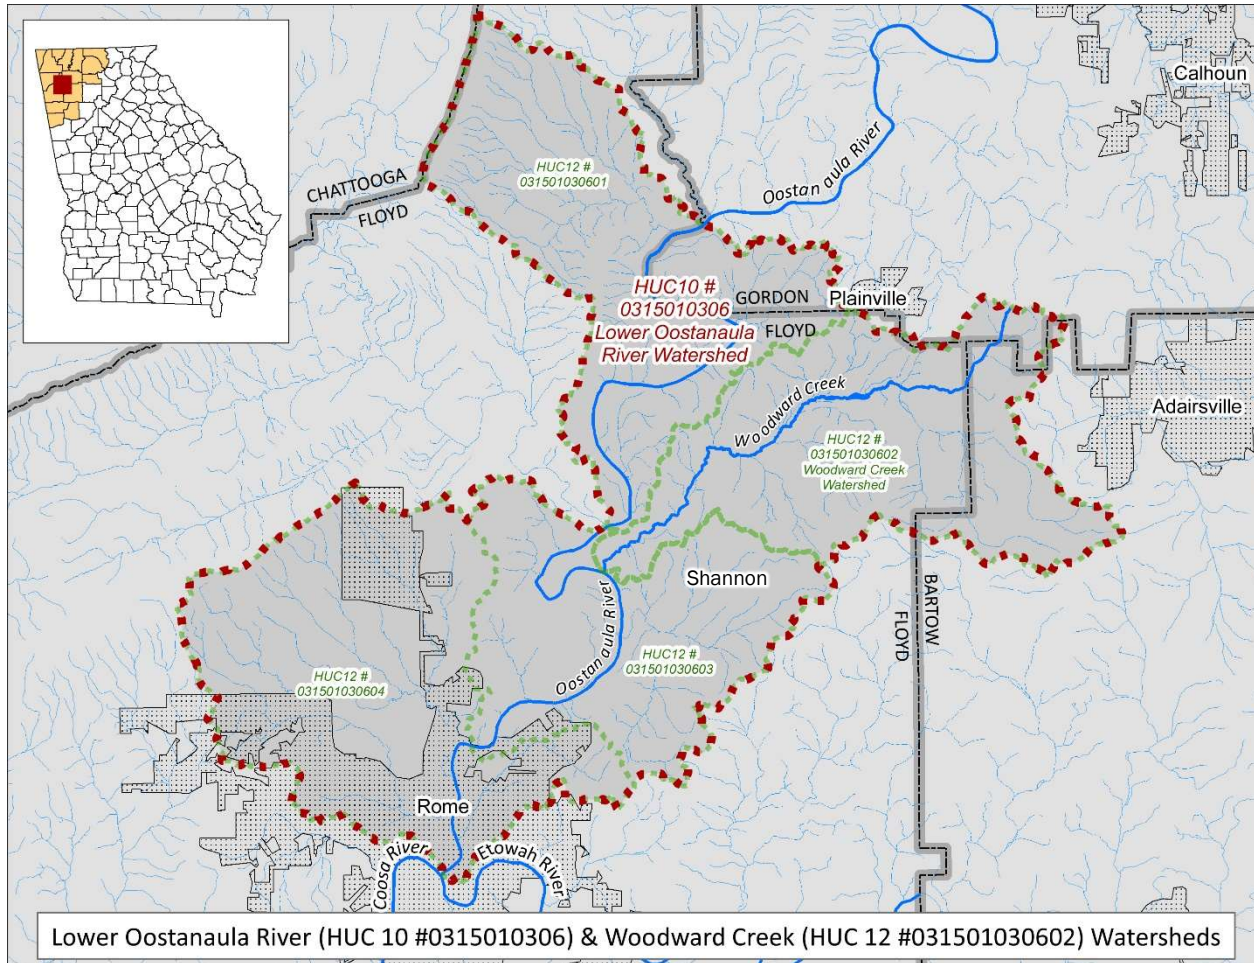 Calhoun
Oostanaula River
HUC12 #
031501030601
CHATTOOGA
FLOYD
HUC10 #
0315010306
Lower Oostanaula
River Watershed
GORDON
FLOYD
Plainville
Woodward Creek
Adairsville
HUC12 #
031501030602
Woodward Creek
Watershed
Shannon
BARTOW
FLOYD
Oostanaula River
HUC12 #
031501030603
HUC12 #
031501030604
Rome
Coosa River
Etowah River
Lower Oostanaula River (HUC 10 #0315010306) & Woodward Creek (HUC 12 #031501030602) Watersheds